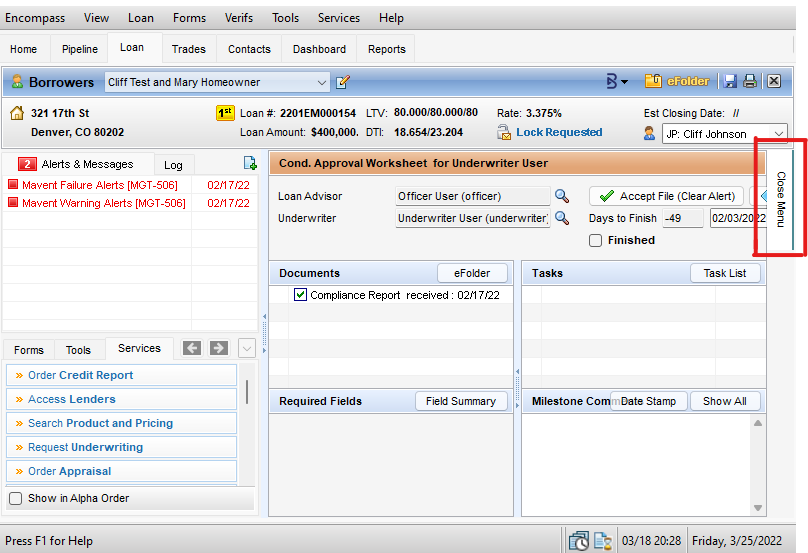 Encompass View Loan Forms Verifs Tools Services Help
Home Pipeline Loan Trades Contacts Dashboard Reports
Borrowers Cliff Test and Mary Homeowner eFolder
321 17th St 1st Loan #: 2201EM000154 LTV: 80.000/80.000/80 Rate: 3.375% Est Closing Date: //
Denver, CO 80202 Loan Amount: $400,000. DTI: 18.654/23.204 Lock Requested JP: Cliff Johnson
2 Alerts & Messages Log
Mavent Failure Alerts [MGT-506] 02/17/22
Mavent Warning Alerts [MGT-506] 02/17/22
Cond. Approval Worksheet for Underwriter User
Loan Advisor Officer User (officer) Accept File (Clear Alert)
Underwriter Underwriter User (underwriter) Days to Finish -49 02/03/2022
Finished
Close Menu
Documents eFolder Tasks Task List
Compliance Report received : 02/17/22
Forms Tools Services
» Order Credit Report
» Access Lenders
» Search Product and Pricing
» Request Underwriting
» Order Appraisal
Show in Alpha Order
Required Fields Field Summary Milestone Comm Date Stamp Show All
Press F1 for Help 03/18 20:28 Friday, 3/25/2022